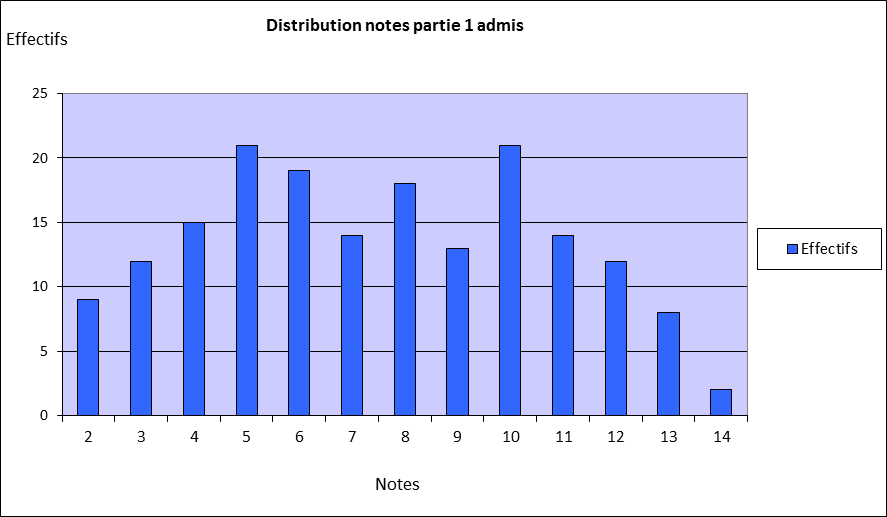 Distribution notes partie 1 admis
Effectifs
25
20
15
10
5
0
2 3 4 5 6 7 8 9 10 11 12 13 14
Notes
Effectifs